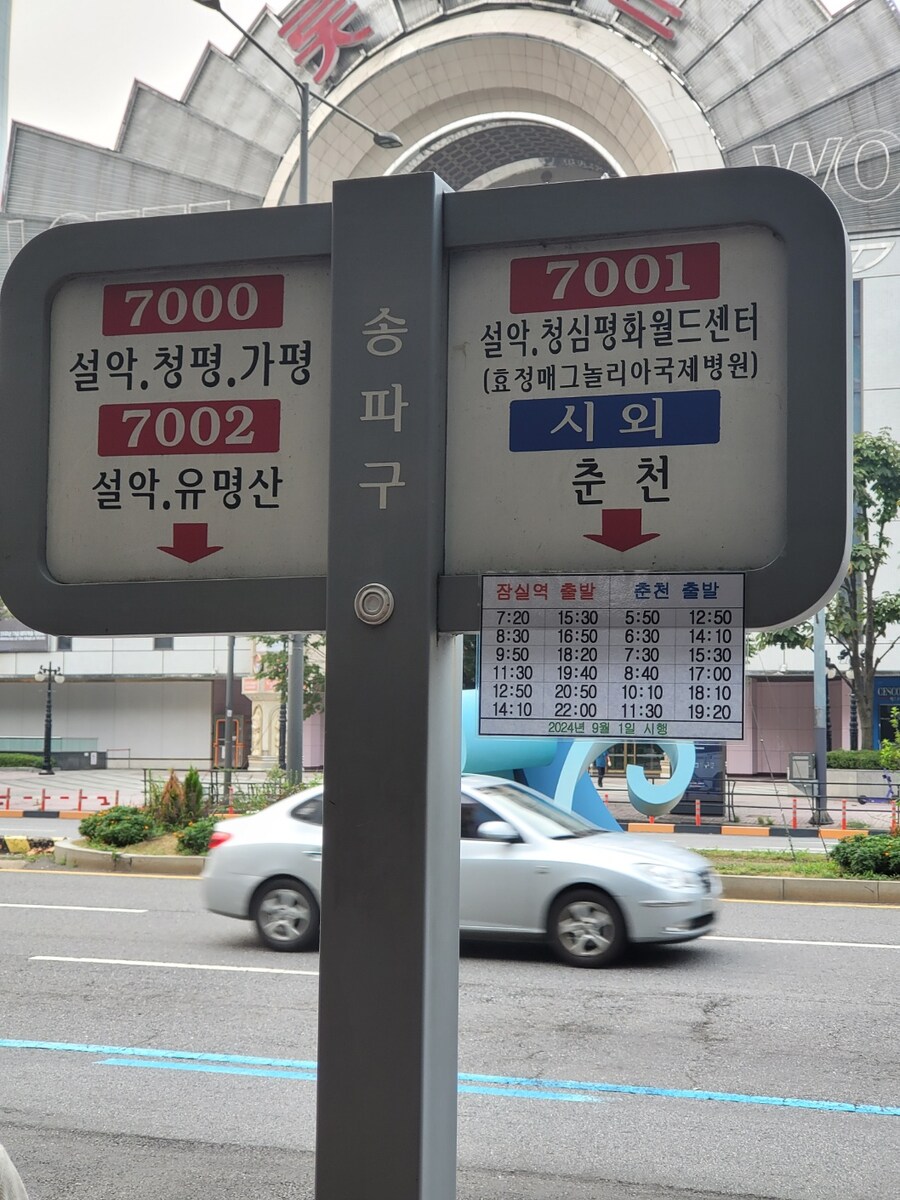 롯 드
WO
7000
설악.청평.가평
7002
설악.유명산
송파구
7001
설악.청심평화월드센터
(효정매그놀리아국제병원)
시외
춘천
잠실역 출발 춘천 출발
7:20 15:30 5:50 12:50
8:30 16:50 6:30 14:10
9:50 18:20 7:30 15:30
11:30 19:40 8:40 17:00
12:50 20:50 10:10 18:10
14:10 22:00 11:30 19:20
2024년 9월 1일 시행